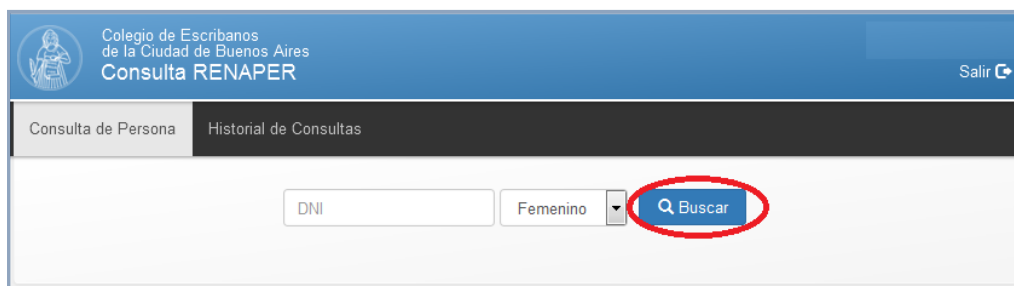 Colegio de Escribanos
de la Ciudad de Buenos Aires
Consulta RENAPER
Salir
Consulta de Persona Historial de Consultas
DNI Femenino Buscar